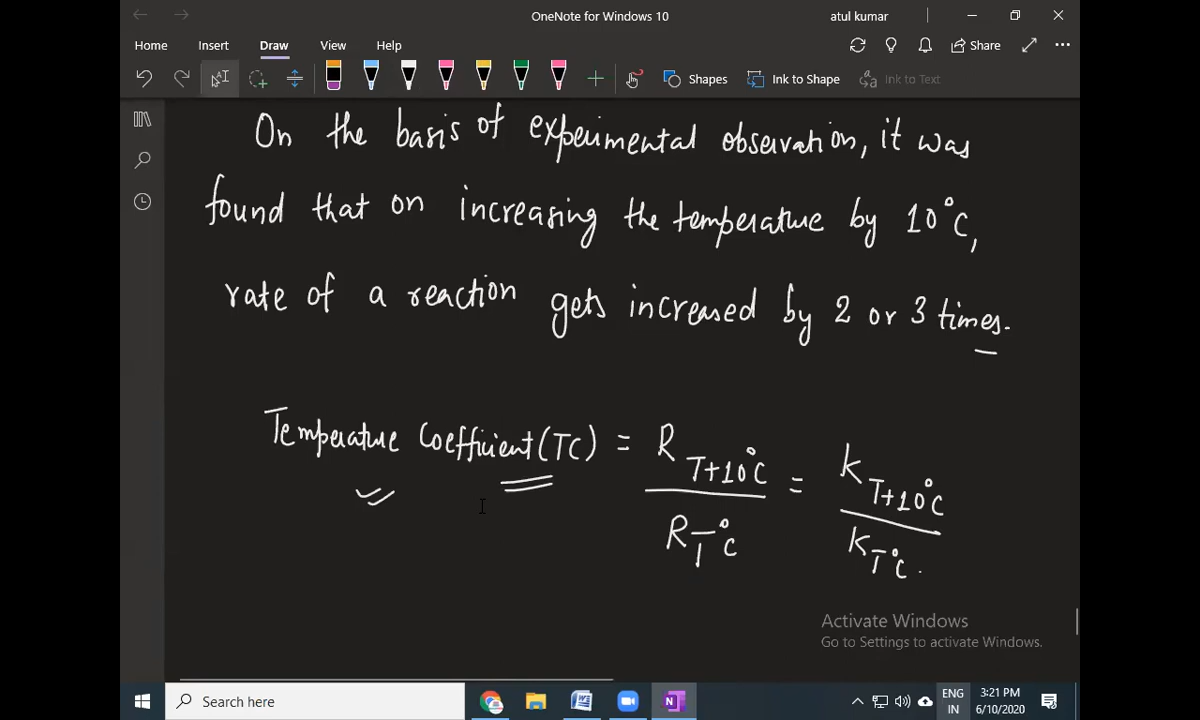 OneNote for Windows 10
atul kumar
Home Insert Draw View Help
Share
Shapes Ink to Shape Ink to Text
On the basis of experimental observation, it was
found that on increasing the temperature by 10°C,
rate of a reaction gets increased by 2 or 3 times.
Temperature Coefficient (TC) = R T+10°C / R T°C = K T+10°C / K T°C.
Activate Windows
Go to Settings to activate Windows.
Search here
ENG
IN
3:21 PM
6/10/2020